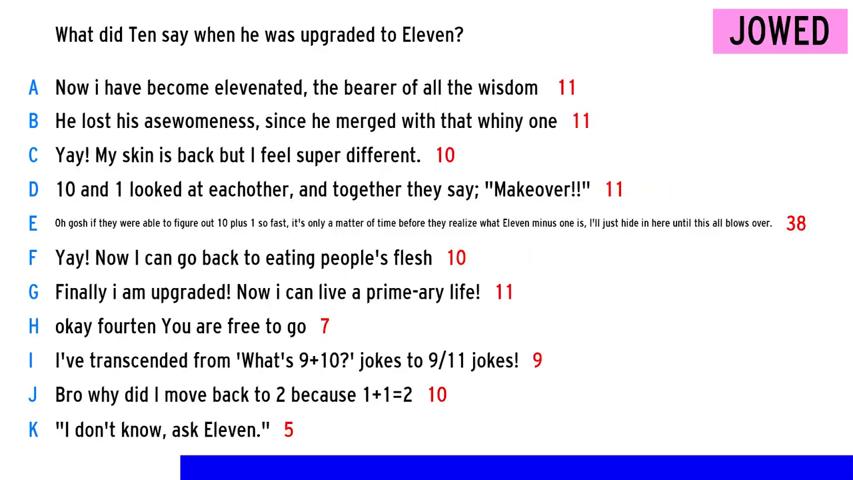 What did Ten say when he was upgraded to Eleven?
JOWED
A Now i have become elevenated, the bearer of all the wisdom 11
B He lost his asewomeness, since he merged with that whiny one 11
C Yay! My skin is back but I feel super different. 10
D 10 and 1 looked at eachother, and together they say; "Makeover!!" 11
E Oh gosh if they were able to figure out 10 plus 1 so fast, it's only a matter of time before they realize what Eleven minus one is, I'll just hide in here until this all blows over. 38
F Yay! Now I can go back to eating people's flesh 10
G Finally i am upgraded! Now i can live a prime-ary life! 11
H okay fourten You are free to go 7
I I've transcended from 'What's 9+10?' jokes to 9/11 jokes! 9
J Bro why did I move back to 2 because 1+1=2 10
K "I don't know, ask Eleven." 5